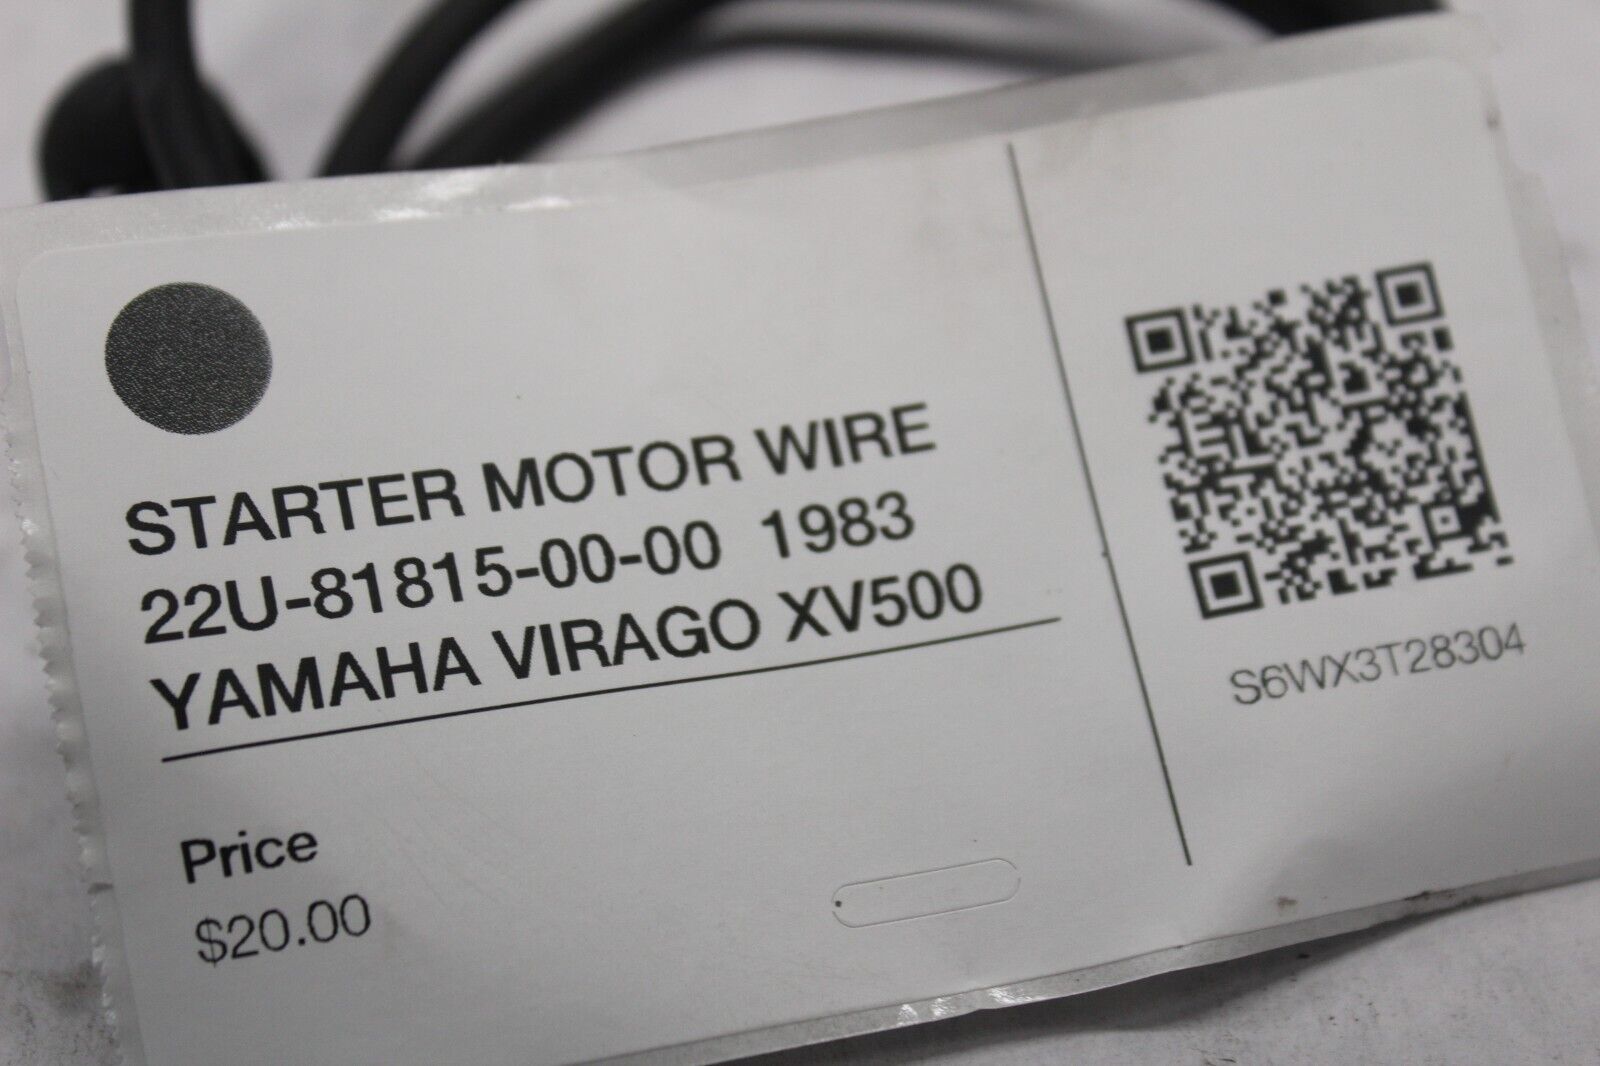 STARTER MOTOR WIRE
22U-81815-00-00 1983
YAMAHA VIRAGO XV500
Price
$20.00
S6WX3T28304